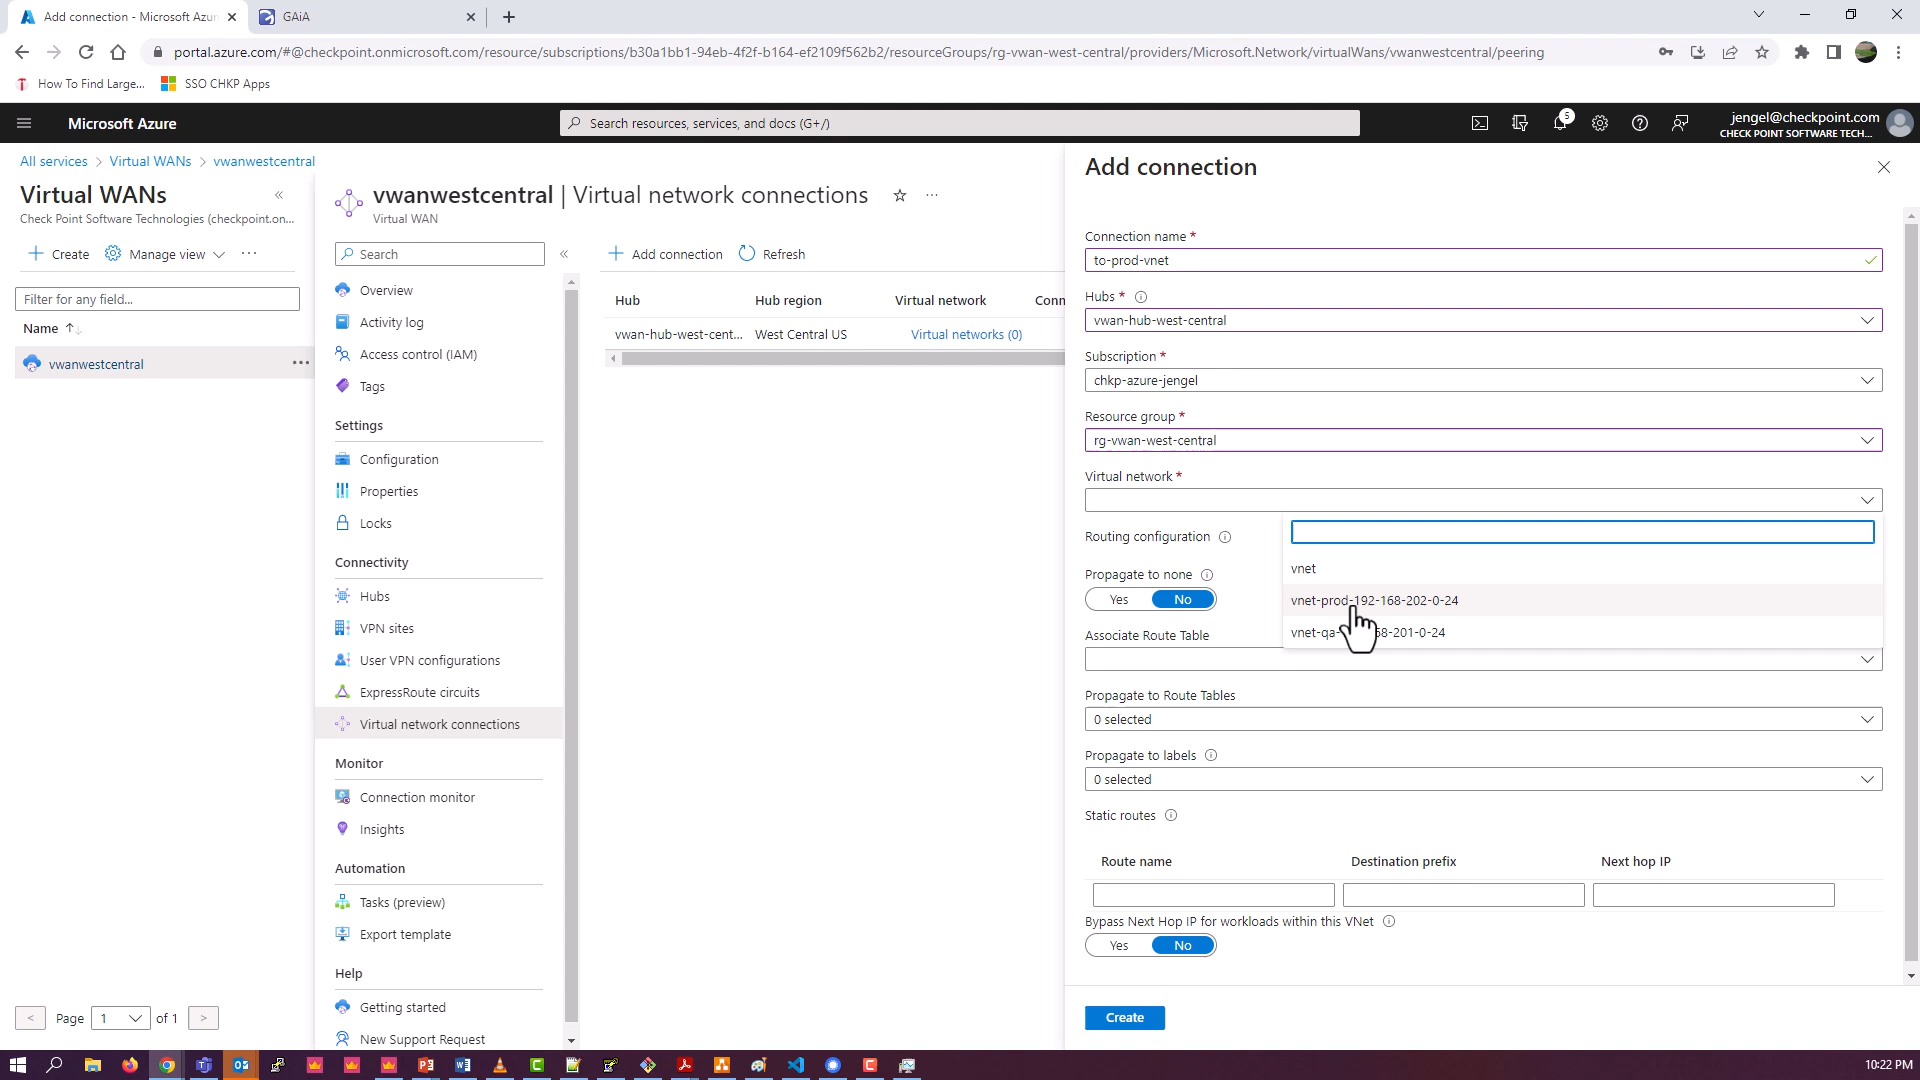 Add connection - Microsoft Azur
GAiA
portal.azure.com/#@checkpoint.onmicrosoft.com/resource/subscriptions/b30a1bb1-94eb-4f2f-b164-ef2109f562b2/resourceGroups/rg-vwan-west-central/providers/Microsoft.Network/virtualWans/vwanwestcentral/peering
How To Find Large...
SSO CHKP Apps
Microsoft Azure
Search resources, services, and docs (G+/)
5
jengel@checkpoint.com
CHECK POINT SOFTWARE TECH...
All services > Virtual WANs > vwanwestcentral
Virtual WANs
Check Point Software Technologies (checkpoint.on...
Create
Manage view
Filter for any field...
Name
vwanwestcentral
Page 1 of 1
vwanwestcentral | Virtual network connections
Virtual WAN
Search
Overview
Activity log
Access control (IAM)
Tags
Settings
Configuration
Properties
Locks
Connectivity
Hubs
VPN sites
User VPN configurations
ExpressRoute circuits
Virtual network connections
Monitor
Connection monitor
Insights
Automation
Tasks (preview)
Export template
Help
Getting started
New Support Request
Add connection
Refresh
Hub Hub region Virtual network Conn
vwan-hub-west-cent... West Central US Virtual networks (0)
Add connection
Connection name *
to-prod-vnet
Hubs *
vwan-hub-west-central
Subscription *
chkp-azure-jengel
Resource group *
rg-vwan-west-central
Virtual network *
vnet
vnet-prod-192-168-202-0-24
vnet-qa- 68-201-0-24
Routing configuration
Propagate to none
Yes No
Associate Route Table
Propagate to Route Tables
0 selected
Propagate to labels
0 selected
Static routes
Route name Destination prefix Next hop IP
Bypass Next Hop IP for workloads within this VNet
Yes No
Create
10:22 PM